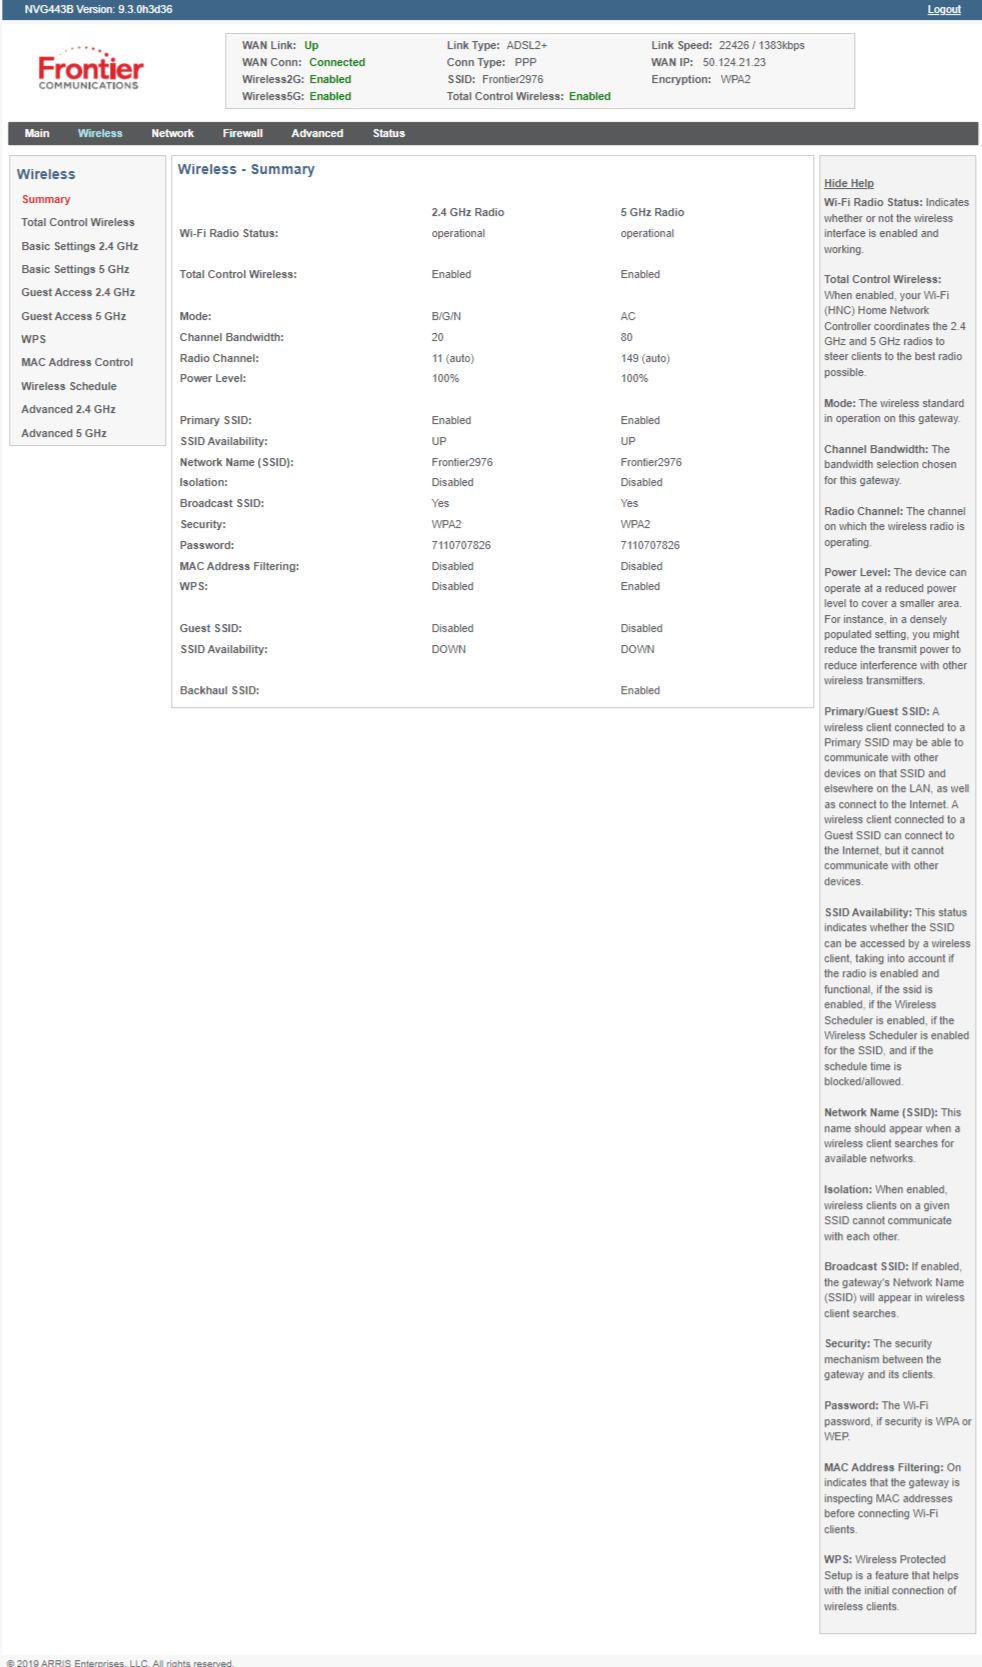 NVG443B Version: 9.3.0h3d36 Logout
Frontier
COMMUNICATIONS
WAN Link: Up Link Type: ADSL2+ Link Speed: 22426 / 1383kbps
WAN Conn: Connected Conn Type: PPP WAN IP: 50.124.21.23
Wireless2G: Enabled SSID: Frontier2976 Encryption: WPA2
Wireless5G: Enabled Total Control Wireless: Enabled
Main Wireless Network Firewall Advanced Status
Wireless
Summary
Total Control Wireless
Basic Settings 2.4 GHz
Basic Settings 5 GHz
Guest Access 2.4 GHz
Guest Access 5 GHz
WPS
MAC Address Control
Wireless Schedule
Advanced 2.4 GHz
Advanced 5 GHz
Wireless - Summary
2.4 GHz Radio 5 GHz Radio
Wi-Fi Radio Status: operational operational
Total Control Wireless: Enabled Enabled
Mode: B/G/N AC
Channel Bandwidth: 20 80
Radio Channel: 11 (auto) 149 (auto)
Power Level: 100% 100%
Primary SSID: Enabled Enabled
SSID Availability: UP UP
Network Name (SSID): Frontier2976 Frontier2976
Isolation: Disabled Disabled
Broadcast SSID: Yes Yes
Security: WPA2 WPA2
Password: 7110707826 7110707826
MAC Address Filtering: Disabled Disabled
WPS: Disabled Enabled
Guest SSID: Disabled Disabled
SSID Availability: DOWN DOWN
Backhaul SSID: Enabled
Hide Help
Wi-Fi Radio Status: Indicates
whether or not the wireless
interface is enabled and
working.
Total Control Wireless:
When enabled, your Wi-Fi
(HNC) Home Network
Controller coordinates the 2.4
GHz and 5 GHz radios to
steer clients to the best radio
possible.
Mode: The wireless standard
in operation on this gateway.
Channel Bandwidth: The
bandwidth selection chosen
for this gateway.
Radio Channel: The channel
on which the wireless radio is
operating.
Power Level: The device can
operate at a reduced power
level to cover a smaller area.
For instance, in a densely
populated setting, you might
reduce the transmit power to
reduce interference with other
wireless transmitters.
Primary/Guest SSID: A
wireless client connected to a
Primary SSID may be able to
communicate with other
devices on that SSID and
elsewhere on the LAN, as well
as connect to the Internet. A
wireless client connected to a
Guest SSID can connect to
the Internet, but it cannot
communicate with other
devices.
SSID Availability: This status
indicates whether the SSID
can be accessed by a wireless
client, taking into account if
the radio is enabled and
functional, if the ssid is
enabled, if the Wireless
Scheduler is enabled, if the
Wireless Scheduler is enabled
for the SSID, and if the
schedule time is
blocked/allowed.
Network Name (SSID): This
name should appear when a
wireless client searches for
available networks.
Isolation: When enabled,
wireless clients on a given
SSID cannot communicate
with each other.
Broadcast SSID: If enabled,
the gateway's Network Name
(SSID) will appear in wireless
client searches.
Security: The security
mechanism between the
gateway and its clients.
Password: The Wi-Fi
password, if security is WPA or
WEP.
MAC Address Filtering: On
indicates that the gateway is
inspecting MAC addresses
before connecting Wi-Fi
clients.
WPS: Wireless Protected
Setup is a feature that helps
with the initial connection of
wireless clients.
© 2019 ARRIS Enterprises, LLC. All rights reserved.